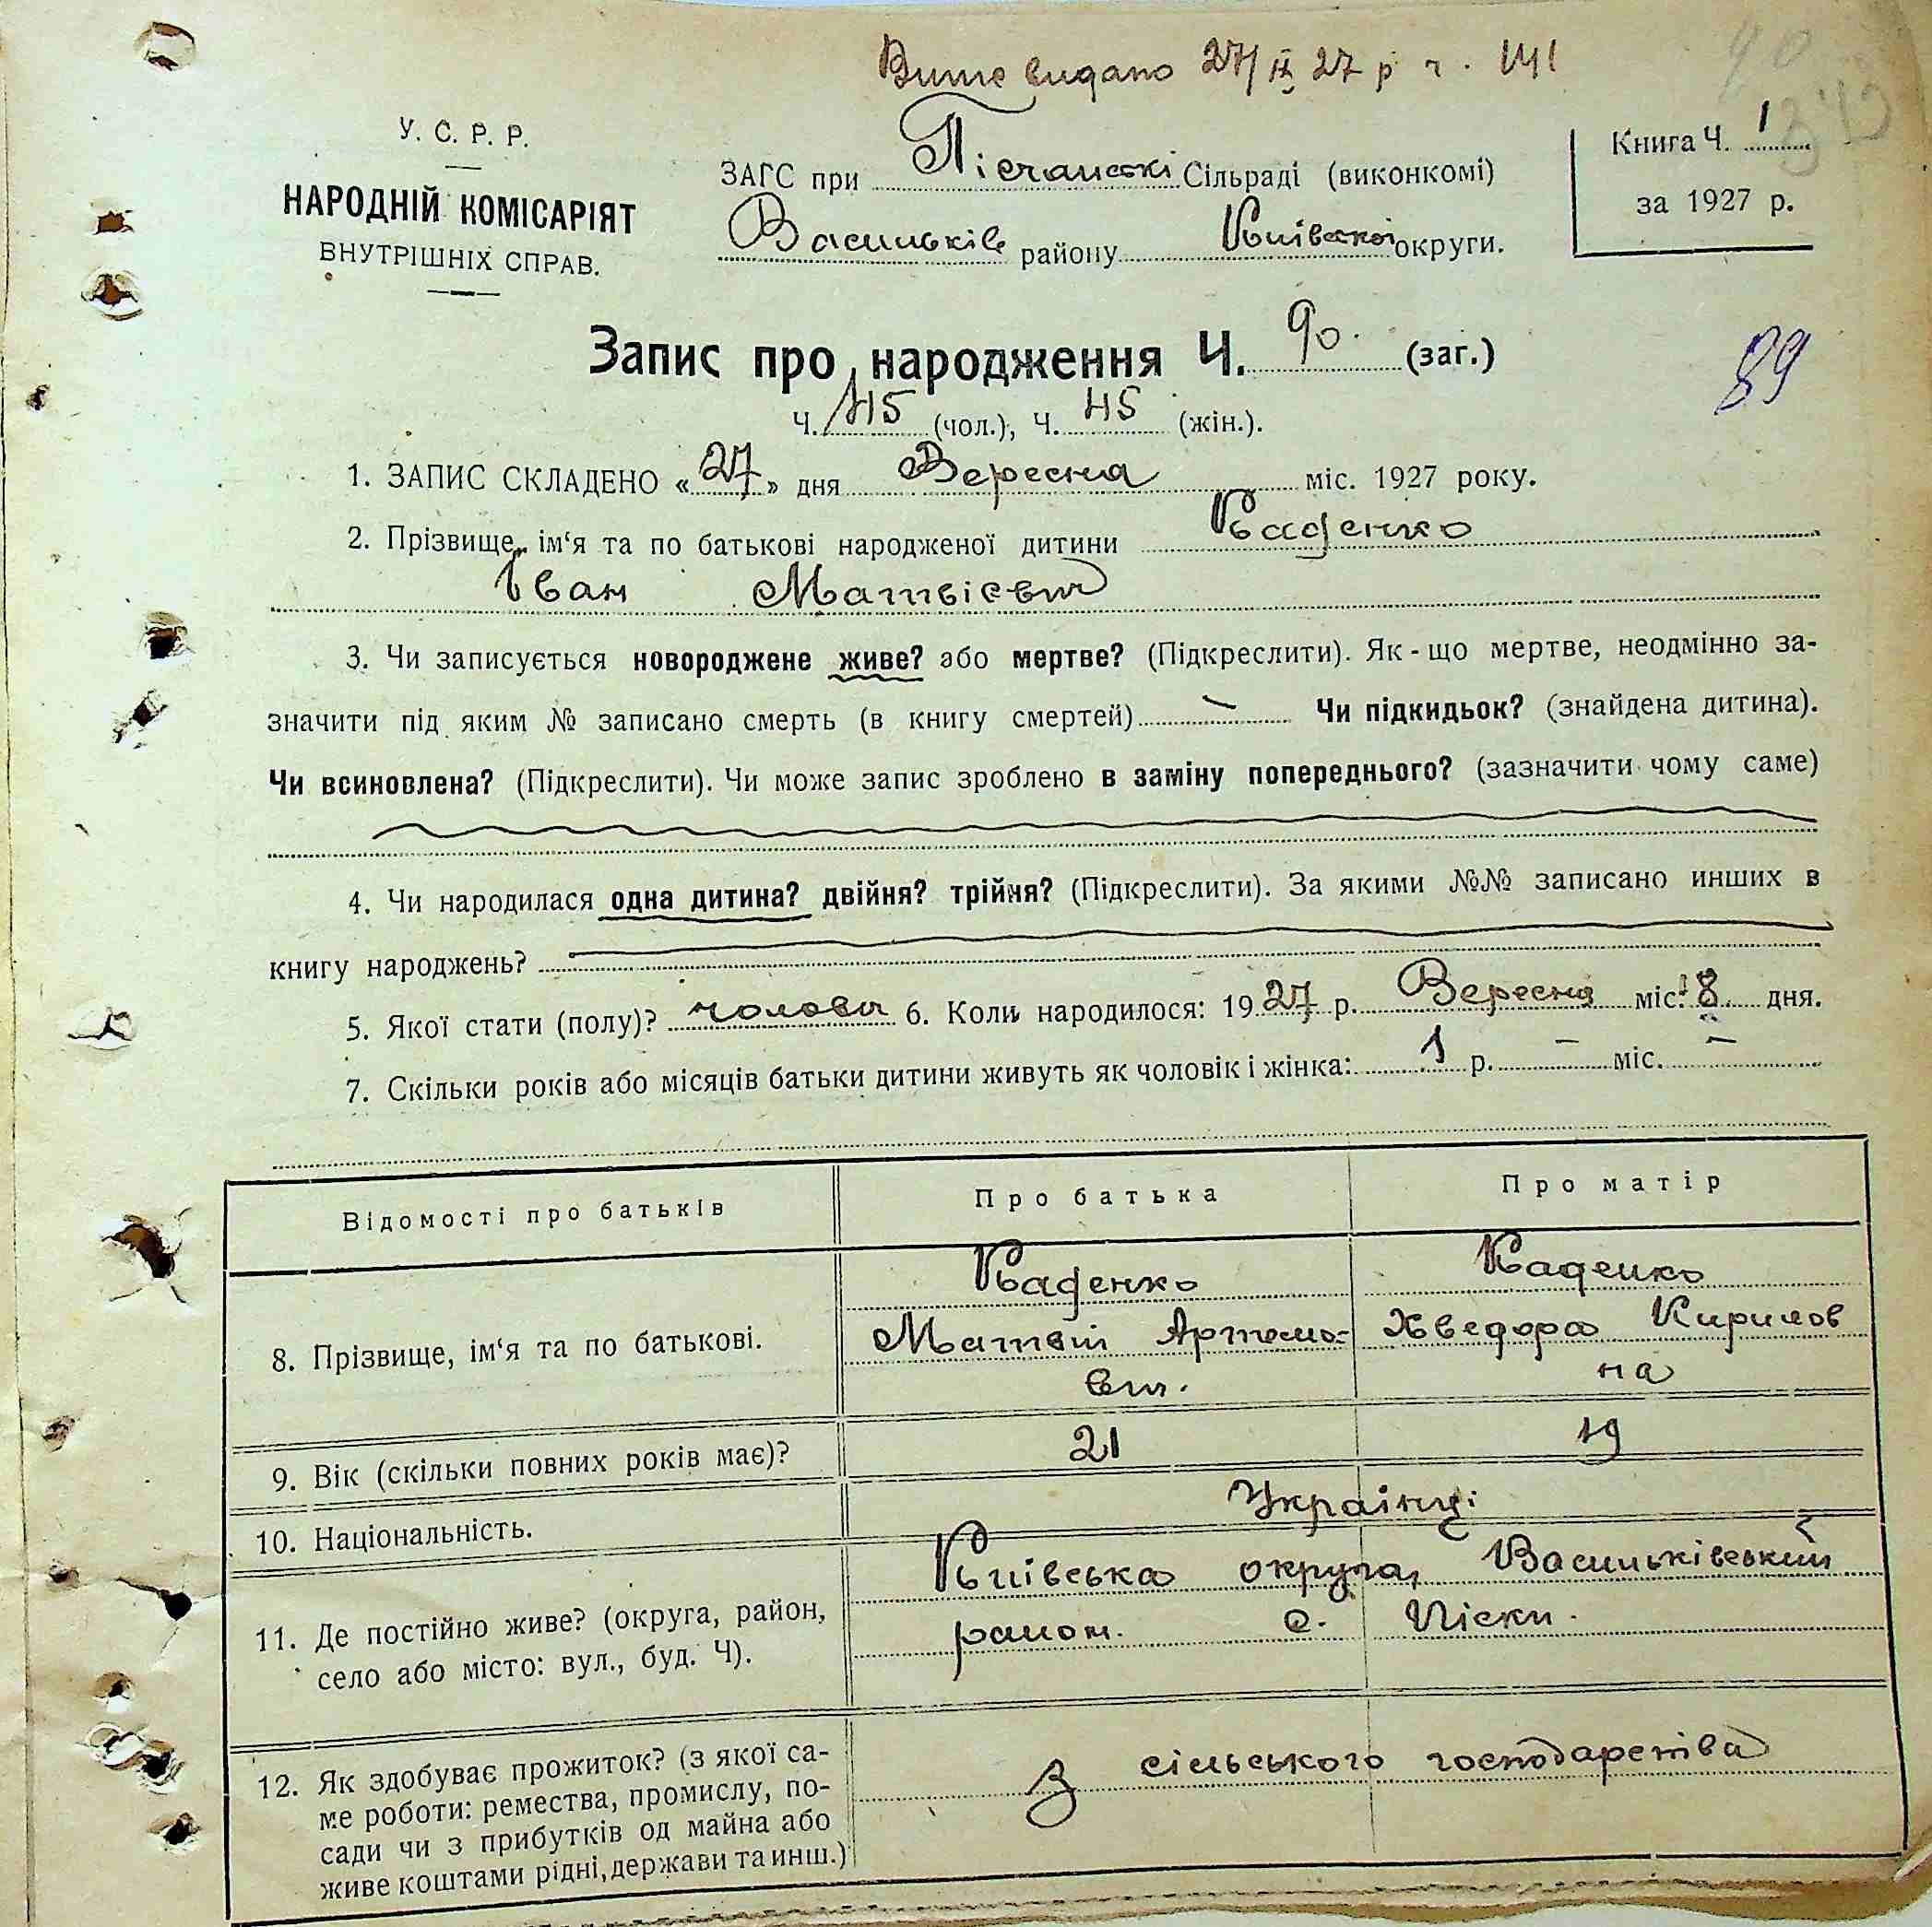 Випис видано 27/IX 27 р ч. 141
90
У. С. Р. Р.
НАРОДНІЙ КОМІСАРІЯТ
ВНУТРІШНІХ СПРАВ.
ЗАГС при Пісчанскі Сільраді (виконкомі)
Васильків району Київської округи.
Книга Ч. 1
за 1927 р.
Запис про народження Ч. 90. (заг.)
89
Ч. 45 (чол.), Ч. 45 (жін.).
1. ЗАПИС СКЛАДЕНО «27» дня Вересня міс. 1927 року.
2. Прізвище, ім‘я та по батькові народженої дитини Каденко
Іван Матвієвич
3. Чи записується новороджене живе? або мертве? (Підкреслити). Як-що мертве, неодмінно за-
значити під яким № записано смерть (в книгу смертей) — Чи підкидьок? (знайдена дитина).
Чи всиновлена? (Підкреслити). Чи може запис зроблено в заміну попереднього? (зазначити чому саме)
4. Чи народилася одна дитина? двійня? трійня? (Підкреслити). За якими №№ записано инших в
книгу народжень?
5. Якої стати (полу)? чолович 6. Коли народилося: 1927 р. Вересня міс. 18 дня.
7. Скільки років або місяців батьки дитини живуть як чоловік і жінка: 1 р. — міс. —
Відомості про батьків Про батька Про матір
8. Прізвище, ім‘я та по батькові.
Каденко Каденко
Матвій Артемо- Хведора Кирилов
вич. на
9. Вік (скільки повних років має)? 21 19
10. Національність. Українці
11. Де постійно живе? (округа, район,
село або місто: вул., буд. Ч).
Київська округа, Васильківський
район. с. Піски.
12. Як здобуває прожиток? (з якої са-
ме роботи: ремества, промислу, по-
сади чи з прибутків од майна або
живе коштами рідні, держави та инш.)
З сільського господарства